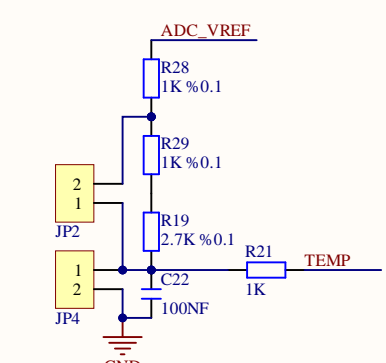 ADC_VREF
R28
1K %0.1
R29
1K %0.1
2
1
JP2
R19
2.7K %0.1
R21
TEMP
1K
1
2
JP4
C22
100NF
GND